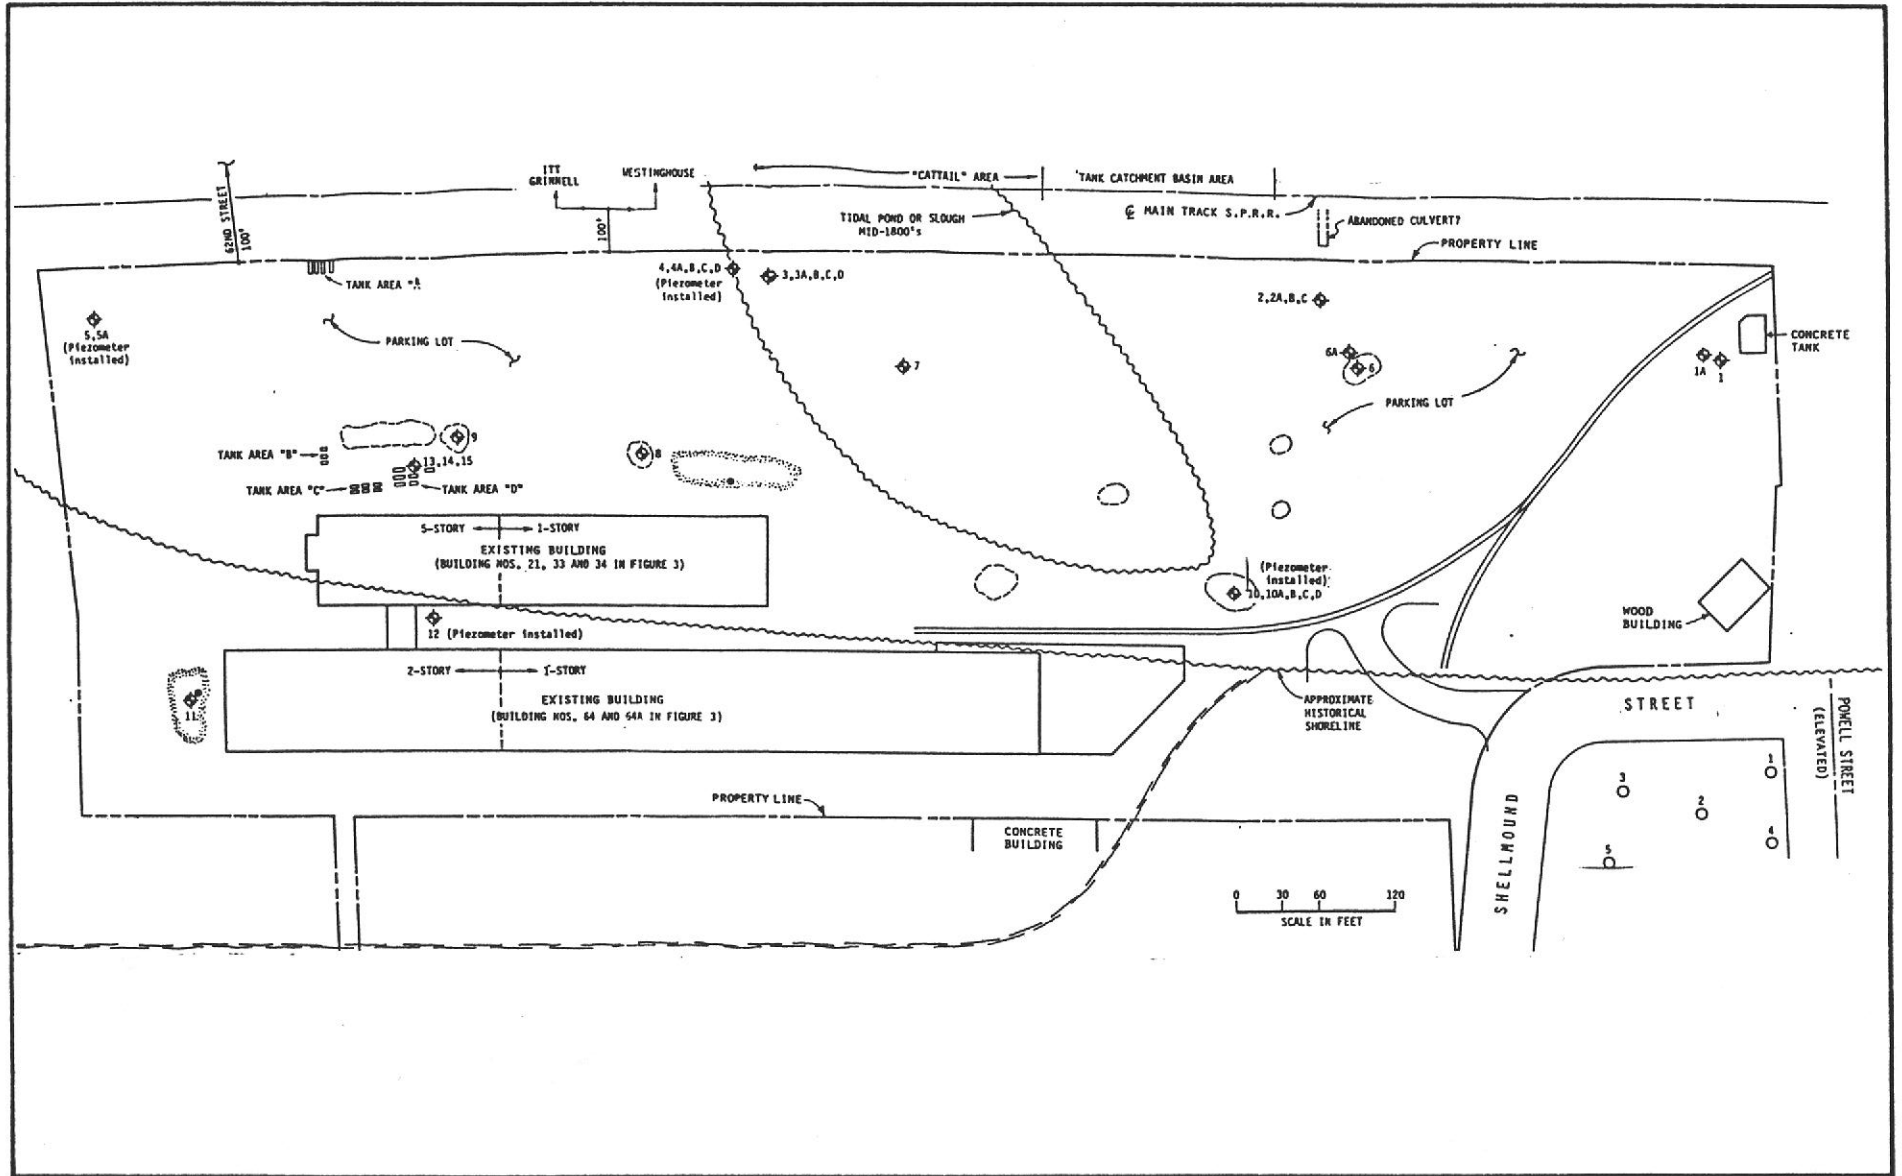 ITT
GRINNELL
WESTINGHOUSE
"CATTAIL" AREA
TANK CATCHMENT BASIN AREA
62ND STREET
100'
100'
TIDAL POND OR SLOUGH
MID-1800's
℄ MAIN TRACK S.P.R.R.
ABANDONED CULVERT?
PROPERTY LINE
TANK AREA "A
4,4A,B,C,D
(Piezometer
installed)
3,3A,B,C,D
2,2A,B,C
5,5A
(Piezometer
installed)
PARKING LOT
CONCRETE
TANK
6A
6
7
1A
1
PARKING LOT
9
8
TANK AREA "B"
13,14,15
TANK AREA "C"
TANK AREA "D"
5-STORY
1-STORY
EXISTING BUILDING
(BUILDING NOS. 21, 33 AND 34 IN FIGURE 3)
(Piezometer
installed)
10,10A,B,C,D
WOOD
BUILDING
12 (Piezometer installed)
2-STORY
1-STORY
EXISTING BUILDING
(BUILDING NOS. 64 AND 64A IN FIGURE 3)
11
APPROXIMATE
HISTORICAL
SHORELINE
STREET
POWELL STREET
(ELEVATED)
1
3
2
4
5
PROPERTY LINE
CONCRETE
BUILDING
SHELLMOUND
0 30 60 120
SCALE IN FEET